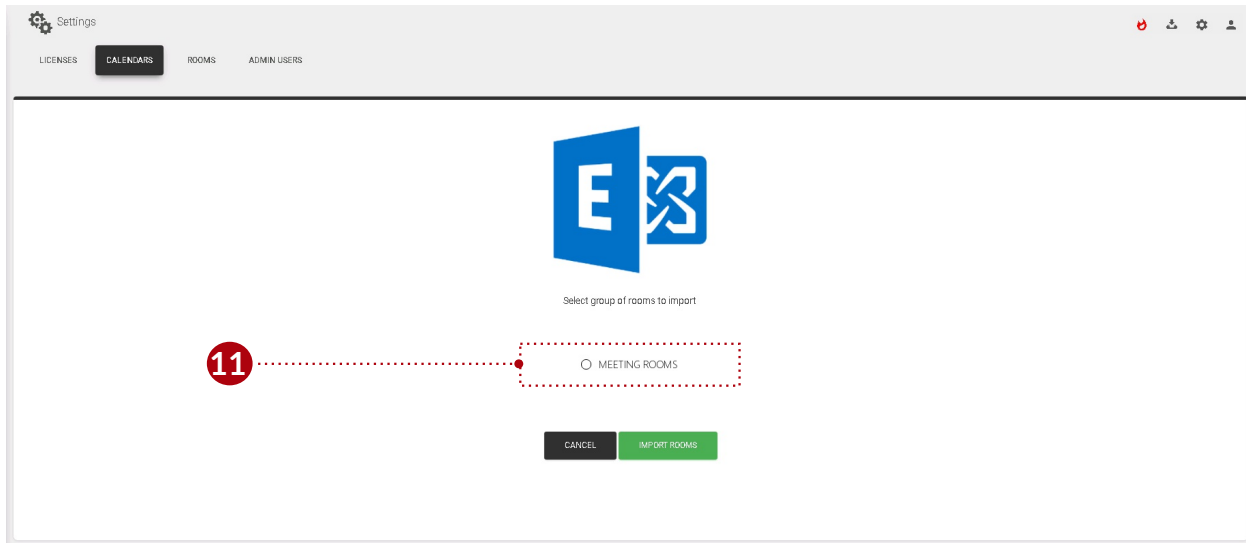 Settings
LICENSES CALENDARS ROOMS ADMIN USERS
E
Select group of rooms to import
11 MEETING ROOMS
CANCEL IMPORT ROOMS